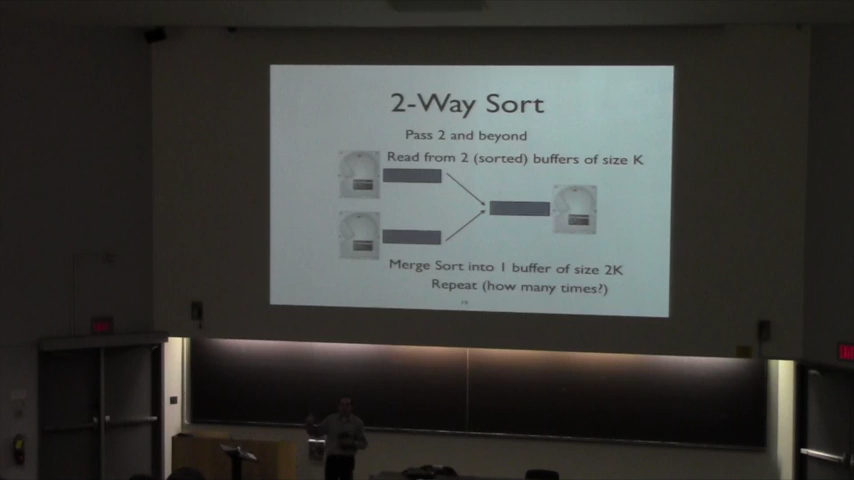 2-Way Sort
Pass 2 and beyond
Read from 2 (sorted) buffers of size K
Merge Sort into 1 buffer of size 2K
Repeat (how many times?)